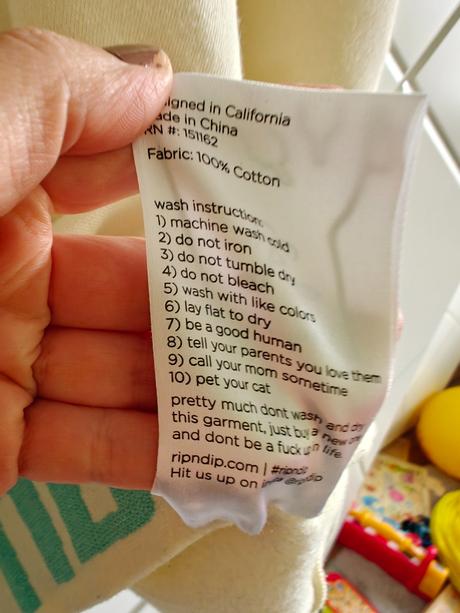 igned in California
ade in China
RN #: 151162
Fabric: 100% Cotton
wash instructions
1) machine wash cold
2) do not iron
3) do not tumble dry
4) do not bleach
5) wash with like colors
6) lay flat to dry
7) be a good human
8) tell your parents you love them
9) call your mom sometime
10) pet your cat
pretty much dont wash and dry
this garment, just buy a new one
and dont be a fuck up in life.
ripndip.com | #ripndip
Hit us up on insta @ripndip